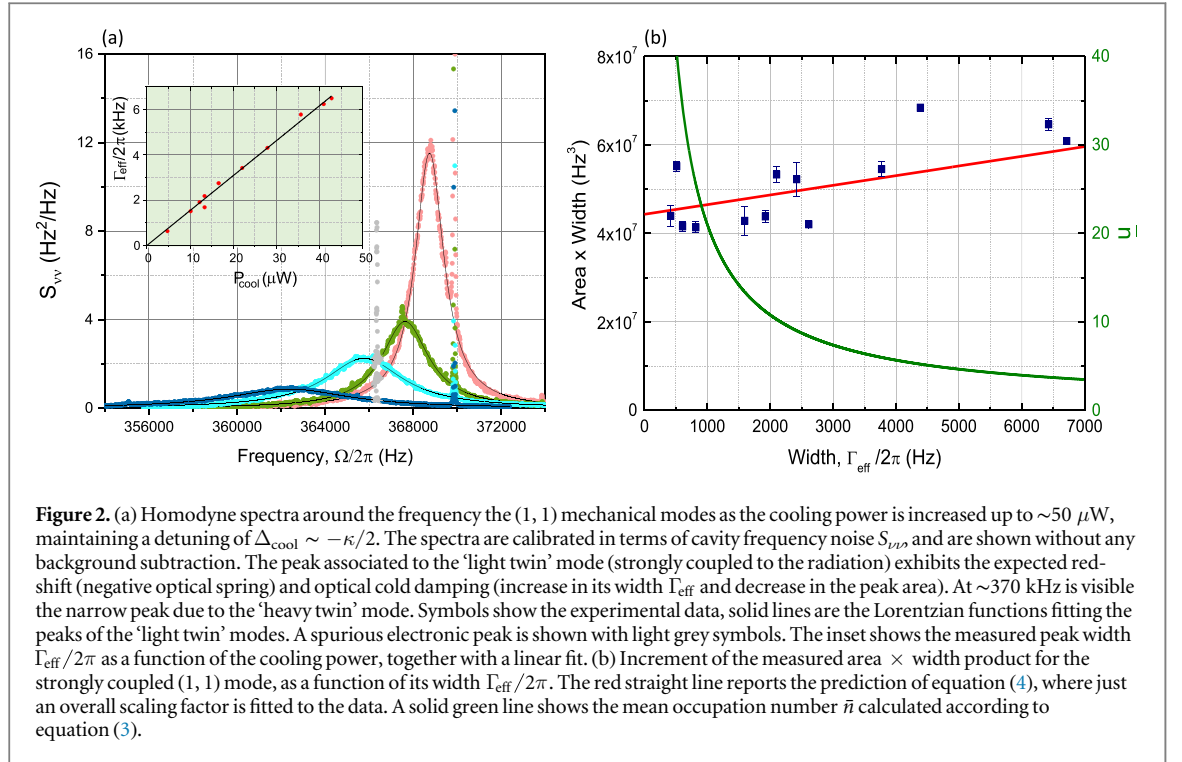 (a)
16
12
8
4
0
S_νν (Hz²/Hz)
356000 360000 364000 368000 372000
Frequency, Ω/2π (Hz)
6
4
2
0
Γ_eff/2π (kHz)
0 10 20 30 40 50
P_cool (μW)
(b)
8x10⁷
6x10⁷
4x10⁷
2x10⁷
0
Area x Width (Hz³)
0 1000 2000 3000 4000 5000 6000 7000
Width, Γ_eff /2π (Hz)
40
30
20
10
0
n̄
Figure 2. (a) Homodyne spectra around the frequency the (1, 1) mechanical modes as the cooling power is increased up to ~50 μW,
maintaining a detuning of Δ_cool ~ −κ/2. The spectra are calibrated in terms of cavity frequency noise S_νν, and are shown without any
background subtraction. The peak associated to the 'light twin' mode (strongly coupled to the radiation) exhibits the expected red-
shift (negative optical spring) and optical cold damping (increase in its width Γ_eff and decrease in the peak area). At ~370 kHz is visible
the narrow peak due to the 'heavy twin' mode. Symbols show the experimental data, solid lines are the Lorentzian functions fitting the
peaks of the 'light twin' modes. A spurious electronic peak is shown with light grey symbols. The inset shows the measured peak width
Γ_eff/2π as a function of the cooling power, together with a linear fit. (b) Increment of the measured area × width product for the
strongly coupled (1, 1) mode, as a function of its width Γ_eff/2π. The red straight line reports the prediction of equation (4), where just
an overall scaling factor is fitted to the data. A solid green line shows the mean occupation number n̄ calculated according to
equation (3).